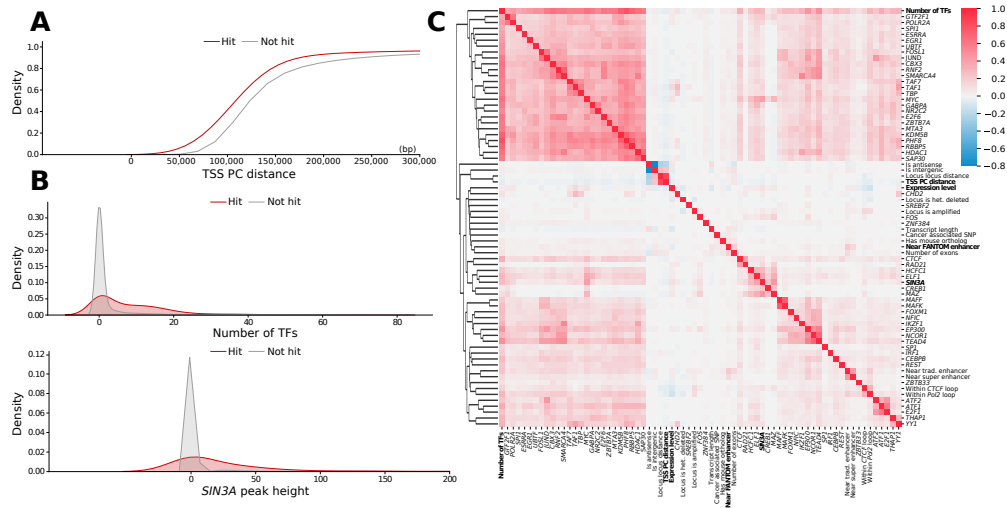 A
Hit
Not hit
Density
1.0
0.8
0.6
0.4
0.2
0.0
0
50,000
100,000
150,000
200,000
250,000
300,000
(bp)
TSS PC distance
B
Hit
Not hit
Density
0.30
0.25
0.20
0.15
0.10
0.05
0.00
0
20
40
60
80
Number of TFs
Hit
Not hit
Density
0.12
0.10
0.08
0.06
0.04
0.02
0.00
−50
0
50
100
150
200
SIN3A peak height
C
Number of TFs
GTF2F1
POLR2A
SPI1
ESRRA
EGR1
UBTF
FOSL1
JUND
CBX3
RNF2
SMARCA4
TAF7
TAF1
TBP
MYC
GABPA
NR2C2
E2F6
ZBTB7A
MTA3
KDM5B
PHF8
RBBP5
HDAC1
SAP30
Is antisense
Is intergenic
Locus locus distance
TSS PC distance
Expression level
CHD2
Locus is het. deleted
SREBF2
Locus is amplified
FOS
ZNF384
Transcript length
Cancer associated SNP
Has mouse ortholog
Near FANTOM enhancer
Number of exons
CTCF
RAD21
HCFC1
ELF1
SIN3A
CREB1
MAZ
MAFF
MAFK
FOXM1
NFIC
IKZF1
EP300
NCOR1
TEAD4
SP1
IRF1
CEBPB
REST
Near trad. enhancer
Near super enhancer
ZBTB33
Within CTCF loop
Within Pol2 loop
ATF2
ATF1
E2F1
THAP1
YY1
1.0
0.8
0.6
0.4
0.2
0.0
−0.2
−0.4
−0.6
−0.8